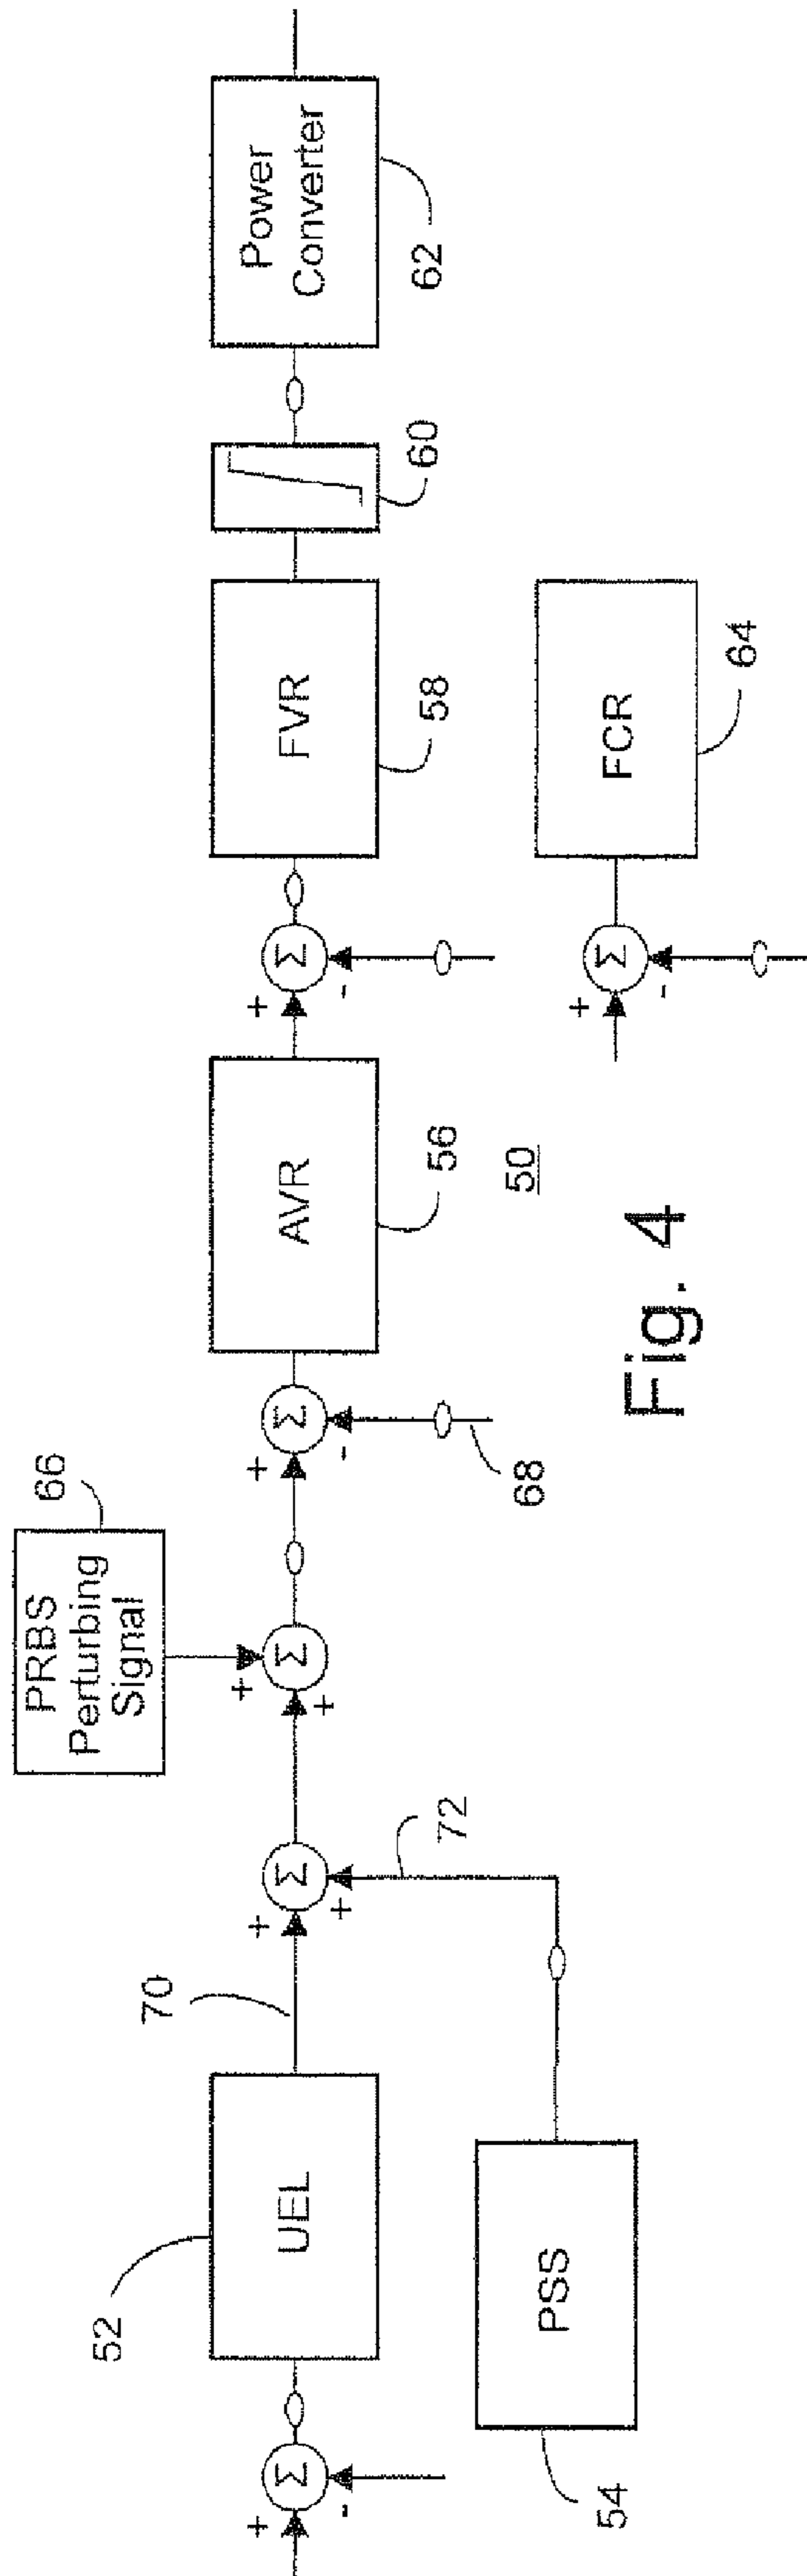 66
PRBS
Perturbing
Signal
52
UEL
70
+
-
Σ
+
+
Σ
+
+
Σ
+
-
Σ
AVR
56
+
-
Σ
FVR
58
60
Power
Converter
62
PSS
54
72
68
50
+
-
Σ
FCR
64
Fig. 4